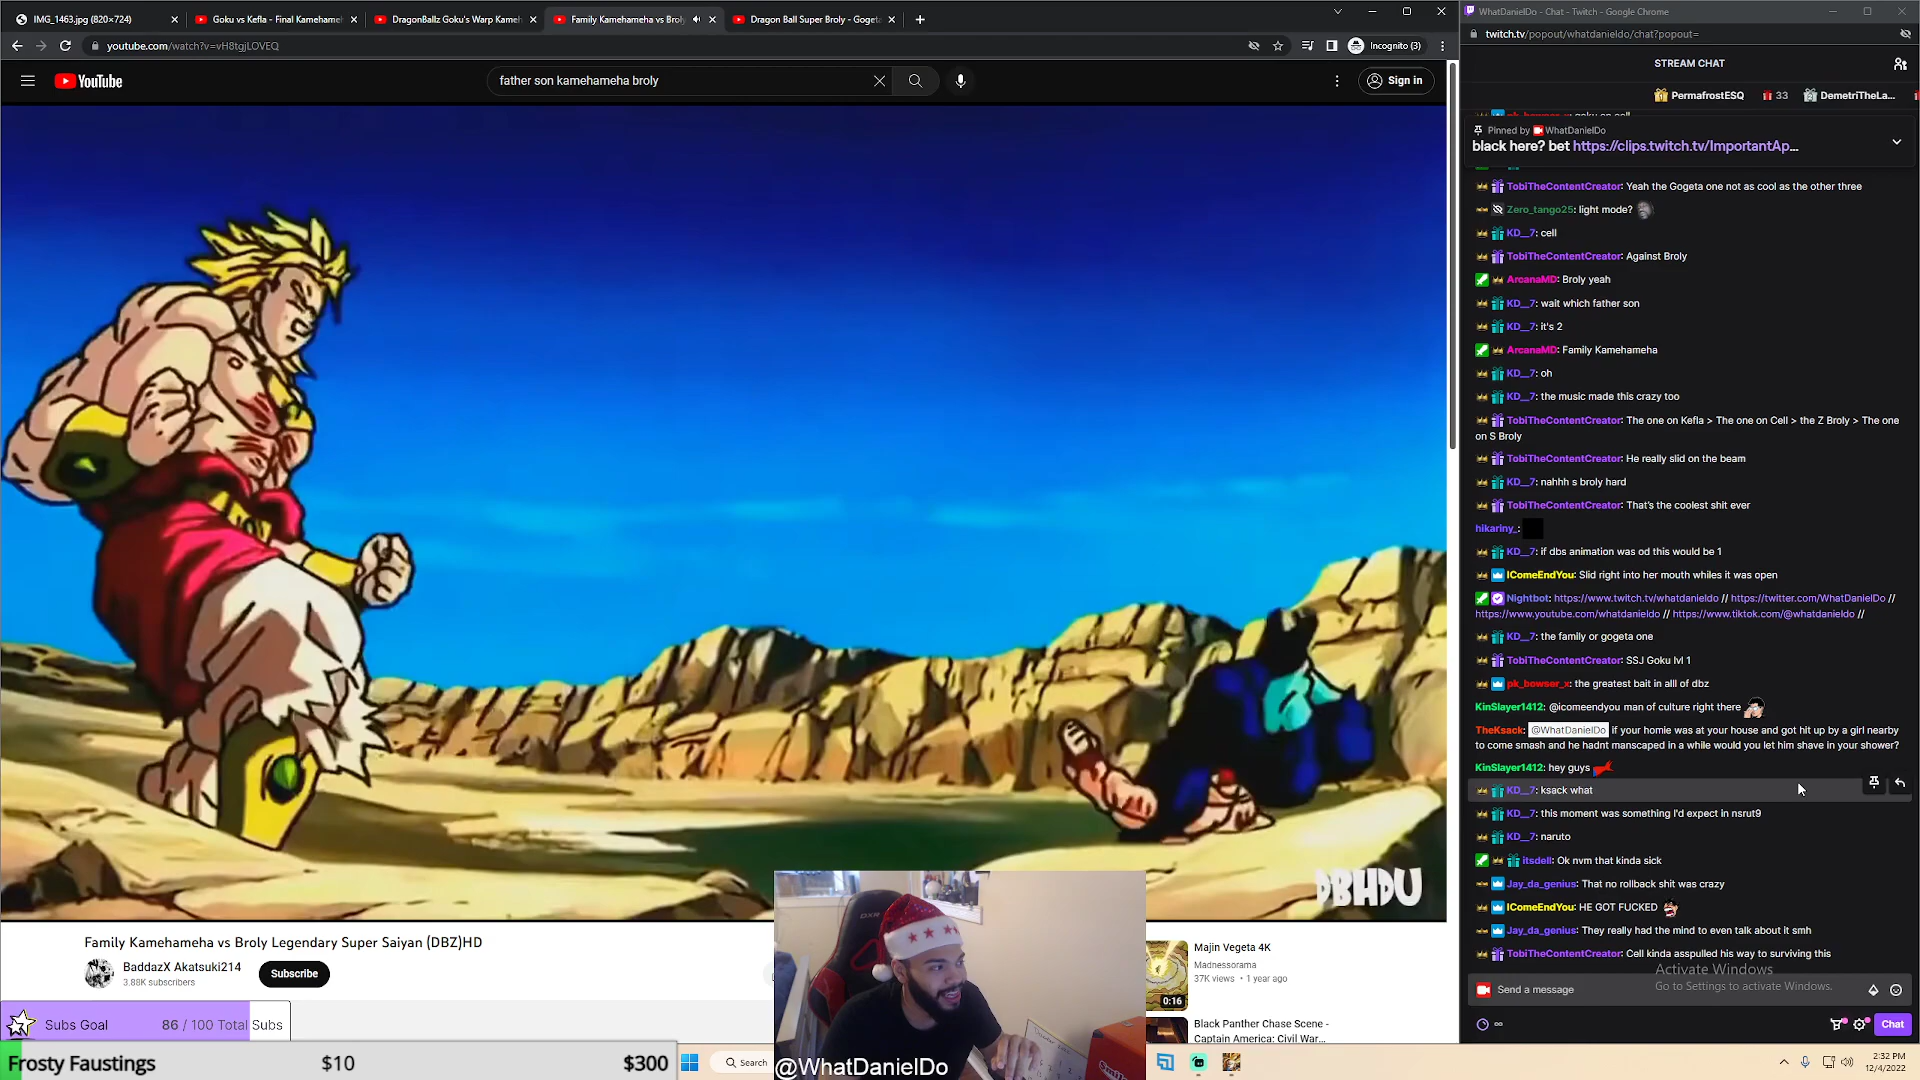 IMG_1463.jpg (820×724)
Goku vs Kefla - Final Kamehame
DragonBallz Goku's Warp Kameh
Family Kamehameha vs Broly
Dragon Ball Super Broly - Gogeta
youtube.com/watch?v=vH8tgjLOVEQ
Incognito (3)
YouTube
father son kamehameha broly
Sign in
DBHDU
Family Kamehameha vs Broly Legendary Super Saiyan (DBZ)HD
BaddazX Akatsuki214
3.88K subscribers
Subscribe
Majin Vegeta 4K
Madnessorama
37K views • 1 year ago
0:16
Black Panther Chase Scene -
Captain America: Civil War...
Subs Goal
86 / 100 Total Subs
Frosty Faustings
$10
$300
Search
@WhatDanielDo
WhatDanielDo - Chat - Twitch - Google Chrome
twitch.tv/popout/whatdanieldo/chat?popout=
STREAM CHAT
PermafrostESQ
33
DemetriTheLa...
Pinned by WhatDanielDo
black here? bet https://clips.twitch.tv/ImportantAp...
TobiTheContentCreator: Yeah the Gogeta one not as cool as the other three
Zero_tango25: light mode?
KD__7: cell
TobiTheContentCreator: Against Broly
ArcanaMD: Broly yeah
KD__7: wait which father son
KD__7: it's 2
ArcanaMD: Family Kamehameha
KD__7: oh
KD__7: the music made this crazy too
TobiTheContentCreator: The one on Kefla > The one on Cell > the Z Broly > The one
on S Broly
TobiTheContentCreator: He really slid on the beam
KD__7: nahhh s broly hard
TobiTheContentCreator: That's the coolest shit ever
hikariny_:
KD__7: if dbs animation was od this would be 1
IComeEndYou: Slid right into her mouth whiles it was open
Nightbot: https://www.twitch.tv/whatdanieldo // https://twitter.com/WhatDanielDo //
https://www.youtube.com/whatdanieldo // https://www.tiktok.com/@whatdanieldo //
KD__7: the family or gogeta one
TobiTheContentCreator: SSJ Goku lvl 1
pk_bowser_x: the greatest bait in alll of dbz
KinSlayer1412: @icomeendyou man of culture right there
TheKsack: @WhatDanielDo if your homie was at your house and got hit up by a girl nearby
to come smash and he hadnt manscaped in a while would you let him shave in your shower?
KinSlayer1412: hey guys
KD__7: ksack what
KD__7: this moment was something I'd expect in nsrut9
KD__7: naruto
itsdell: Ok nvm that kinda sick
Jay_da_genius: That no rollback shit was crazy
IComeEndYou: HE GOT FUCKED
Jay_da_genius: They really had the mind to even talk about it smh
TobiTheContentCreator: Cell kinda asspulled his way to surviving this
Activate Windows
Go to Settings to activate Windows.
Send a message
Chat
2:32 PM
12/4/2022